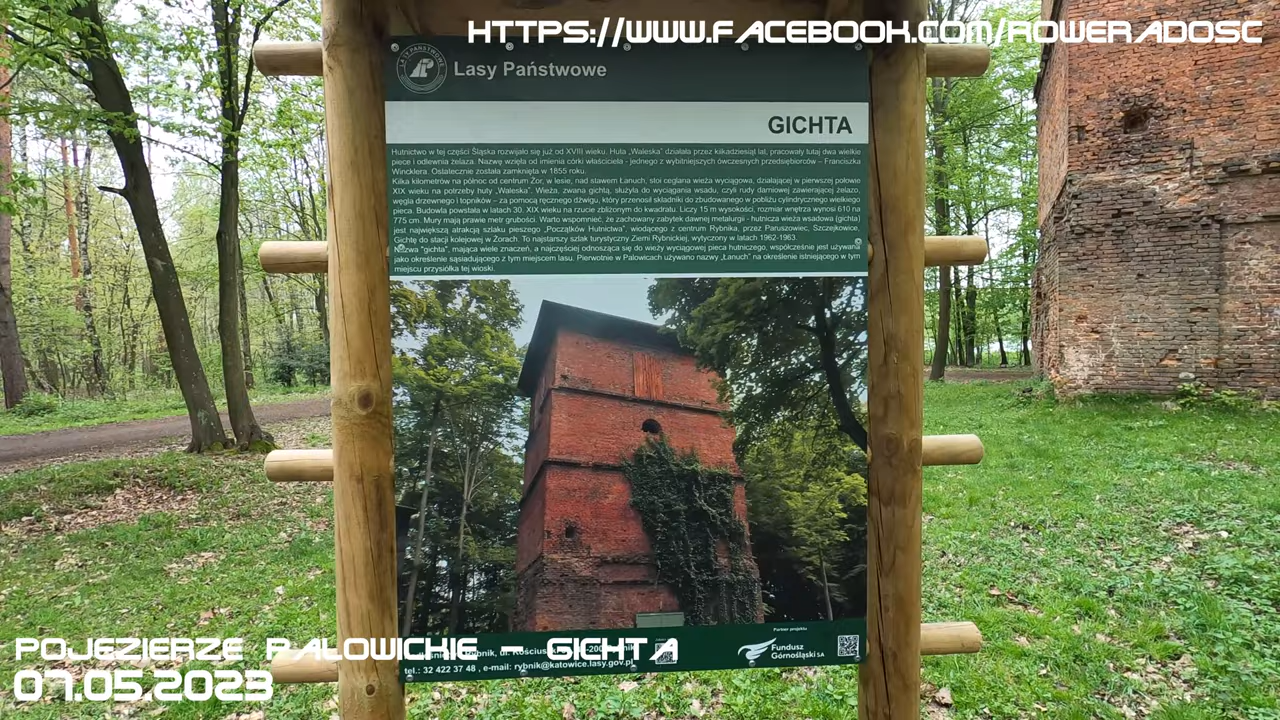 HTTPS://WWW.FACEBOOK.COM/ROWERADOSC
LASY PAŃSTWOWE
Lasy Państwowe
GICHTA
Hutnictwo w tej części Śląska rozwijało się już od XVIII wieku. Huta „Waleska" działała przez kilkadziesiąt lat, pracowały tutaj dwa wielkie
piece i odlewnia żelaza. Nazwę wzięła od imienia córki właściciela - jednego z wybitniejszych ówczesnych przedsiębiorców – Franciszka
Wincklera. Ostatecznie została zamknięta w 1855 roku.
Kilka kilometrów na północ od centrum Żor, w lesie, nad stawem Łanuch, stoi ceglana wieża wyciągowa, działającej w pierwszej połowie
XIX wieku na potrzeby huty „Waleska". Wieża, zwana gichtą, służyła do wyciągania wsadu, czyli rudy darniowej zawierającej żelazo,
węgla drzewnego i topników – za pomocą ręcznego dźwigu, który przenosił składniki do zbudowanego w pobliżu cylindrycznego wielkiego
pieca. Budowla powstała w latach 30. XIX wieku na rzucie zbliżonym do kwadratu. Liczy 15 m wysokości, rozmiar wnętrza wynosi 610 na
775 cm. Mury mają prawie metr grubości. Warto wspomnieć, że zachowany zabytek dawnej metalurgi - hutnicza wieża wsadowa (gichta)
jest największą atrakcją szlaku pieszego „Początków Hutnictwa", wiodącego z centrum Rybnika, przez Paruszowiec, Szczejkowice,
Gichtę do stacji kolejowej w Żorach. To najstarszy szlak turystyczny Ziemi Rybnickiej, wytyczony w latach 1962-1963.
Nazwa "gichta", mająca wiele znaczeń, a najczęściej odnosząca się do wieży wyciągowej pieca hutniczego, współcześnie jest używana
jako określenie sąsiadującego z tym miejscem lasu. Pierwotnie w Palowicach używano nazwy „Łanuch" na określenie istniejącego w tym
miejscu przysiółka tej wioski.
Partner projektu
Fundusz
Górnośląski SA
tel.: 32 422 37 48 , e-mail: rybnik@katowice.lasy.gov.pl
POJEZIERZE PALOWICKIE GICHTA
07.05.2023